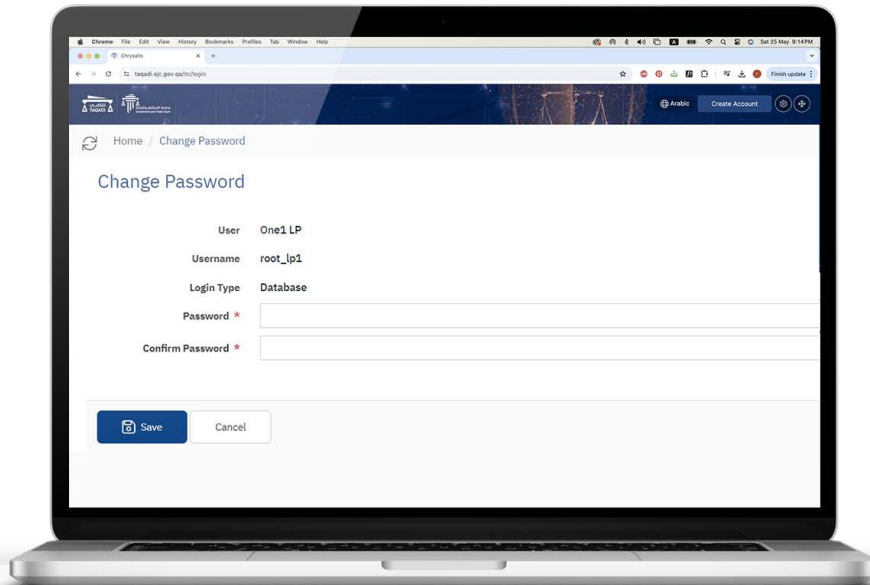 Chrome File Edit View History Bookmarks Profiles Tab Window Help Sat 25 May 9:14 PM
Chrysalis
taqadi.sjc.gov.qa/itc/login Finish update
TAQADI Arabic Create Account
Home / Change Password
Change Password
User One1 LP
Username root_lp1
Login Type Database
Password *
Confirm Password *
Save Cancel